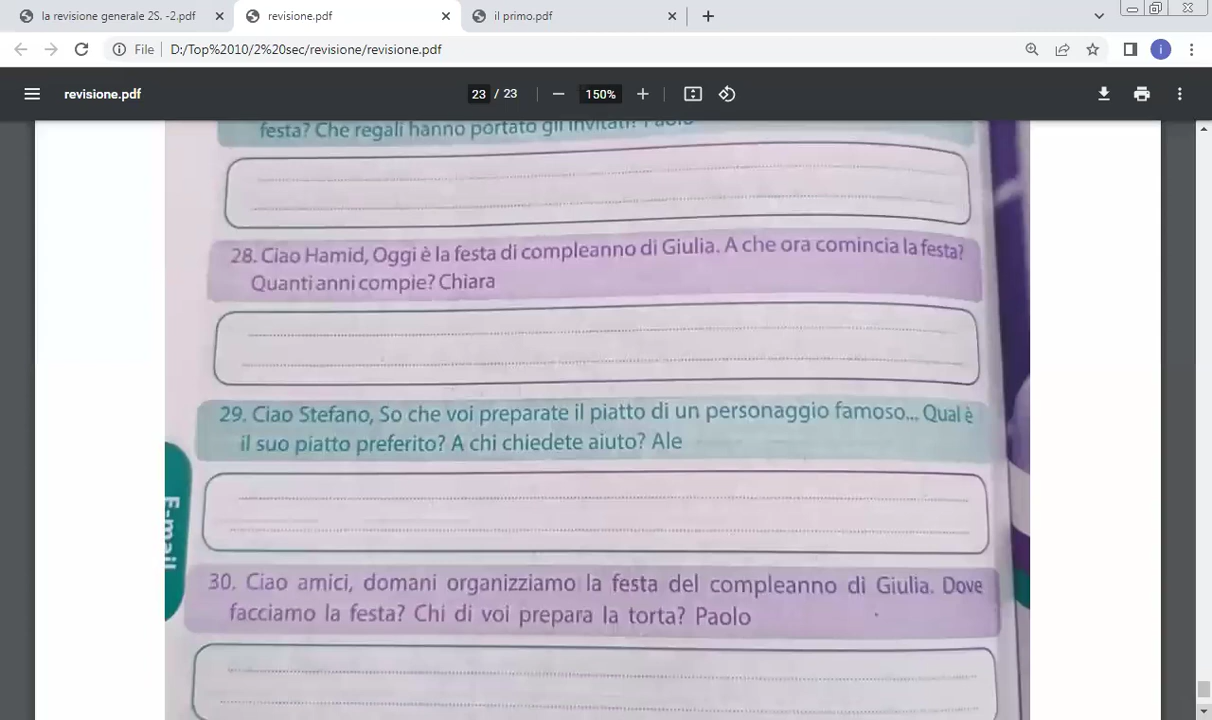 la revisione generale 2S. -2.pdf
revisione.pdf
il primo.pdf
File
D:/Top%2010/2%20sec/revisione/revisione.pdf
i
revisione.pdf
23 / 23
150%
festa? Che regali hanno portato gli invitati? Paolo
28. Ciao Hamid, Oggi è la festa di compleanno di Giulia. A che ora comincia la festa?
Quanti anni compie? Chiara
29. Ciao Stefano, So che voi preparate il piatto di un personaggio famoso... Qual è
il suo piatto preferito? A chi chiedete aiuto? Ale
E-mail
30. Ciao amici, domani organizziamo la festa del compleanno di Giulia. Dove
facciamo la festa? Chi di voi prepara la torta? Paolo